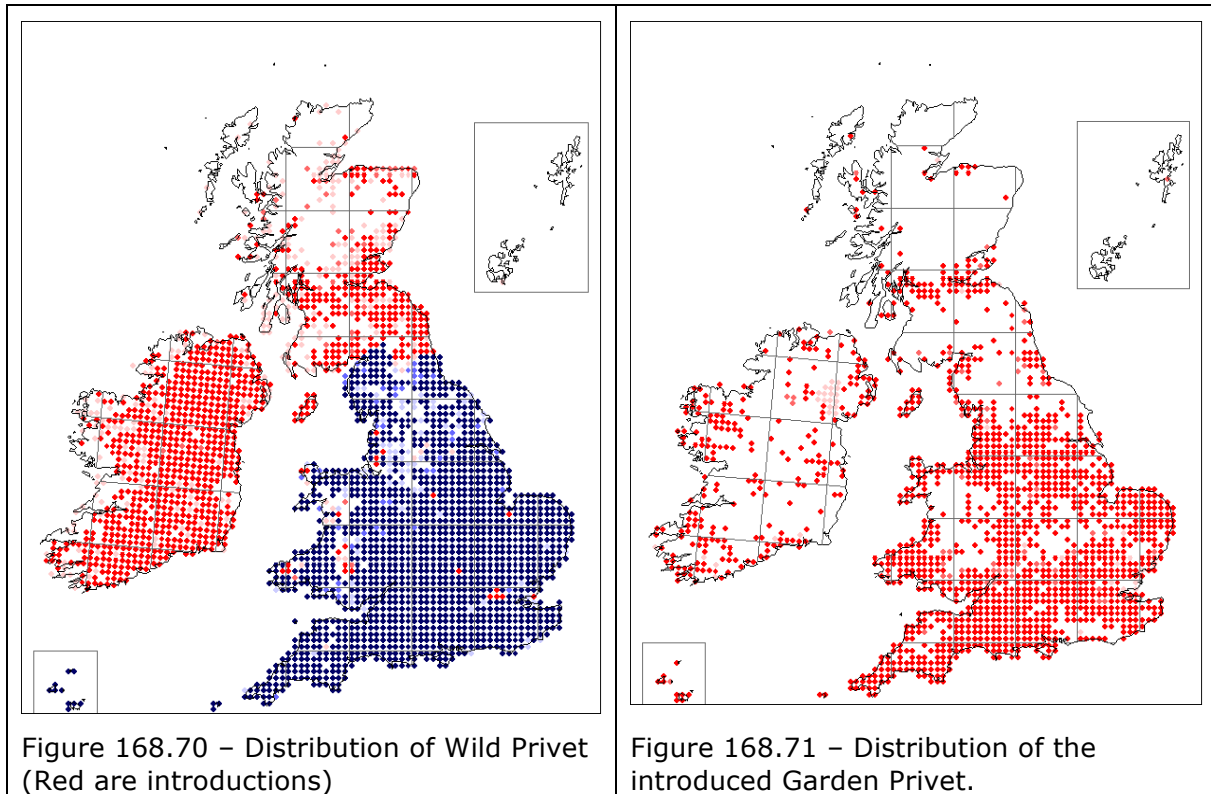 Figure 168.70 – Distribution of Wild Privet
(Red are introductions)
Figure 168.71 – Distribution of the
introduced Garden Privet.